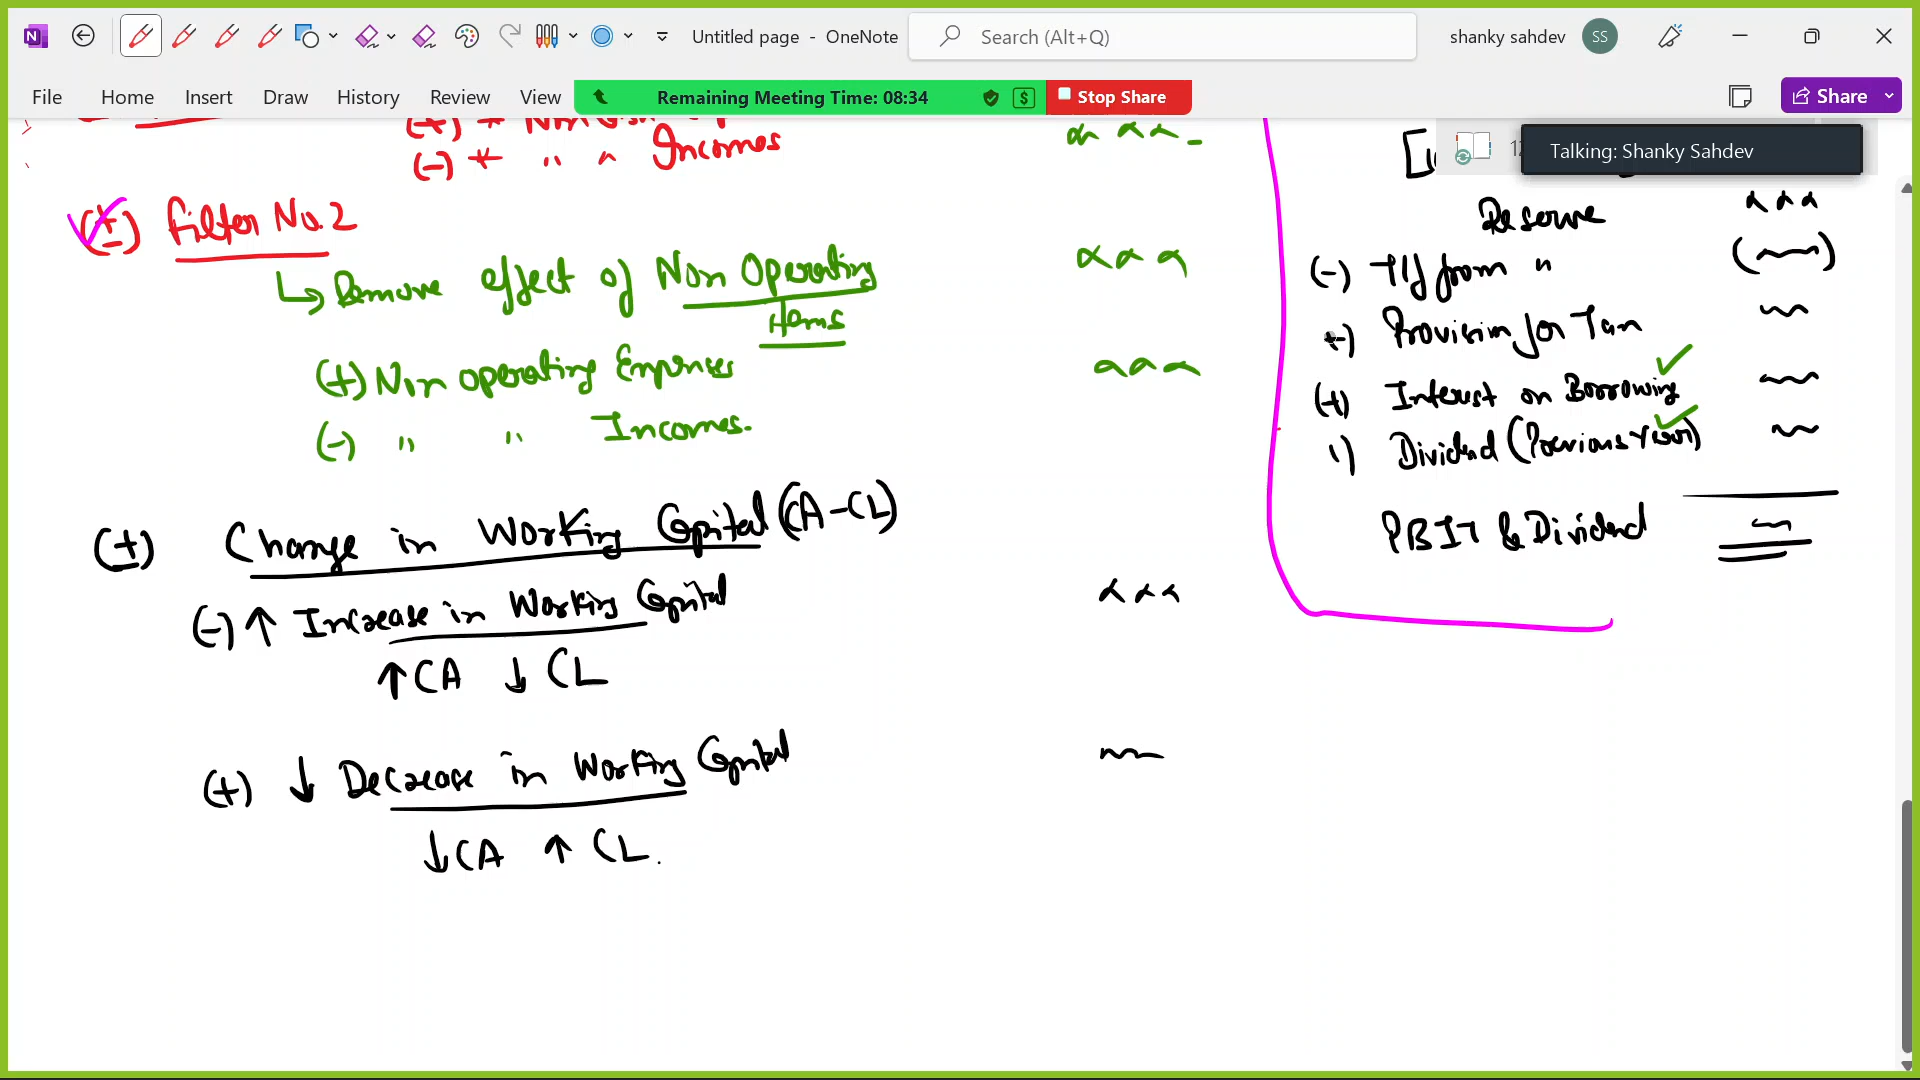 Untitled page - OneNote
Search (Alt+Q)
shanky sahdev
SS
File Home Insert Draw History Review View
Remaining Meeting Time: 08:34
Stop Share
Share
Talking: Shanky Sahdev
(-) * " " Incomes
(±) Filter No. 2
↳ Remove effect of Non Operating
Items
(+) Non operating Expenses
(-) " " Incomes.
(±) Change in Working Capital (CA-CL)
(-) ↑ Increase in Working Capital
↑ CA ↓ CL
(+) ↓ Decrease in Working Capital
↓ CA ↑ CL.
Reserve
(-) Tff from "
(+) Provision for Tax
(+) Interest on Borrowing
Dividend (Previous Year)
PBIT & Dividend